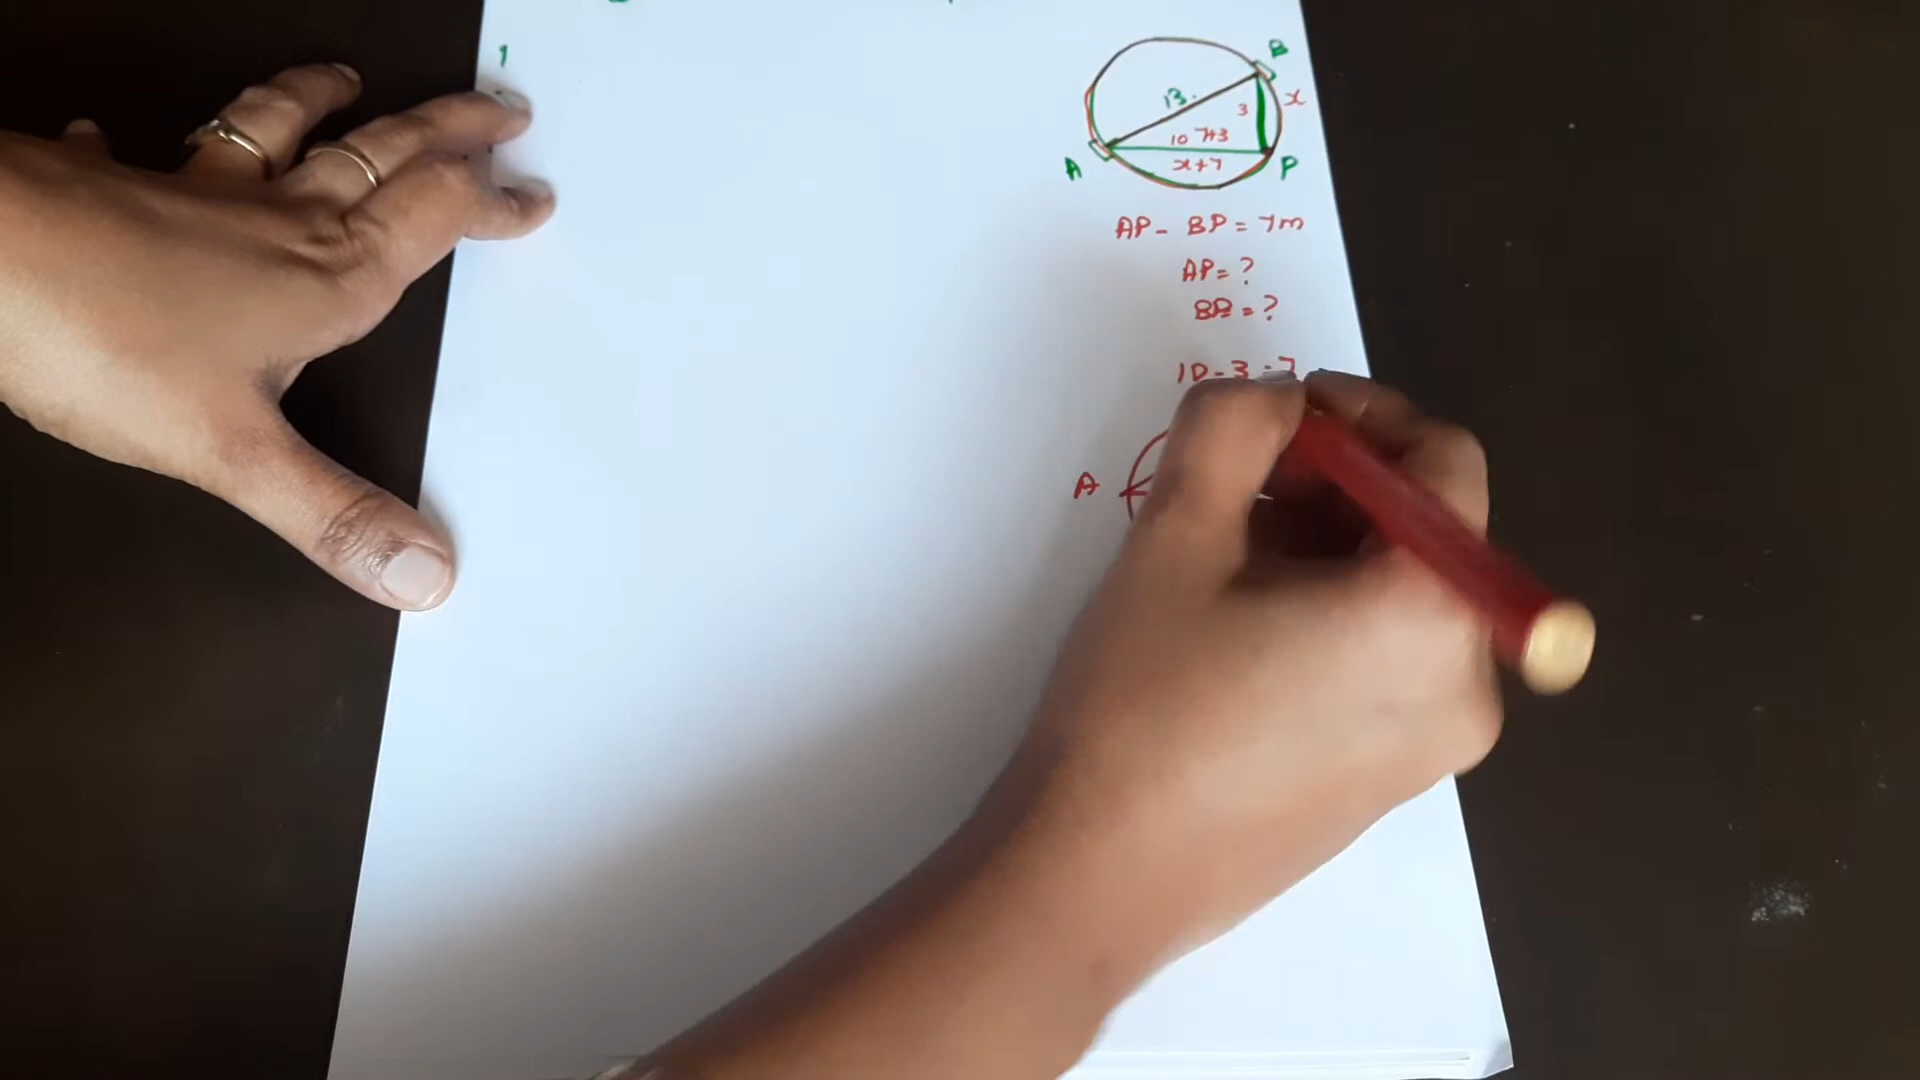 1
B
13.
3
x
10 7+3
x+7
A
P
AP - BP = 7m
AP = ?
BP = ?
10 - 3 = 7
A